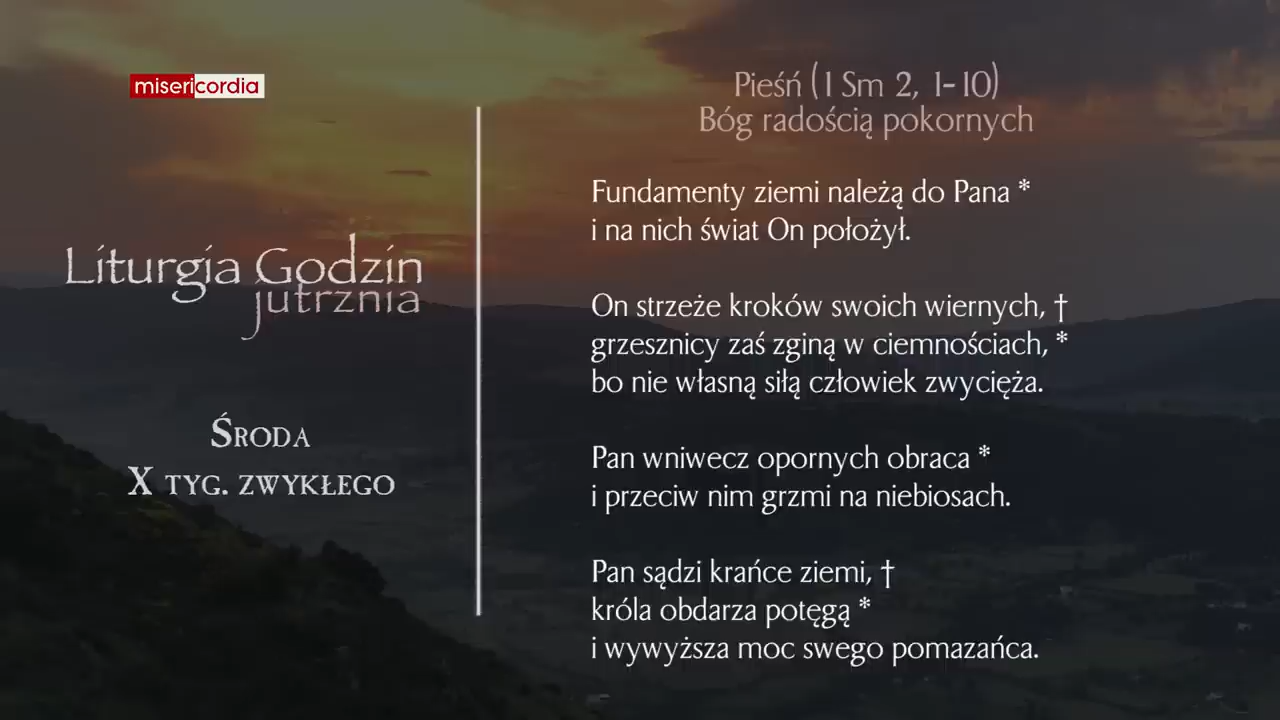 misericordia
Liturgia Godzin
jutrznia
Środa
X tyg. zwykłego
Pieśń (1 Sm 2, 1-10)
Bóg radością pokornych
Fundamenty ziemi należą do Pana *
i na nich świat On położył.
On strzeże kroków swoich wiernych, †
grzesznicy zaś zginą w ciemnościach, *
bo nie własną siłą człowiek zwycięża.
Pan wniwecz opornych obraca *
i przeciw nim grzmi na niebiosach.
Pan sądzi krańce ziemi, †
króla obdarza potęgą *
i wywyższa moc swego pomazańca.